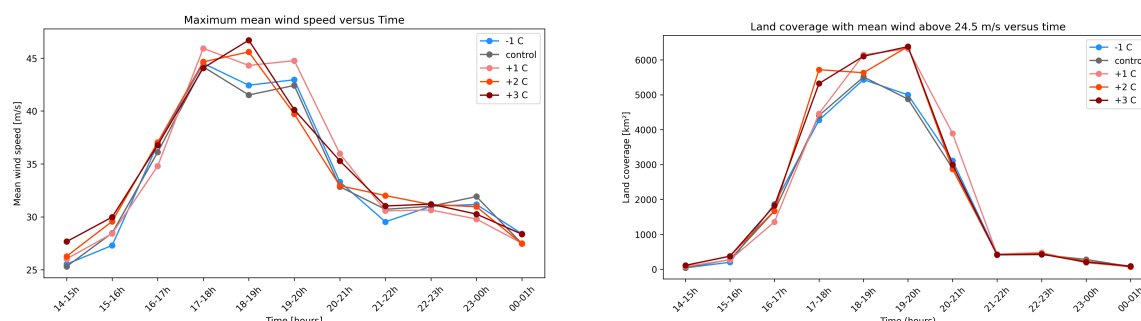 Maximum mean wind speed versus Time
Mean wind speed [m/s]
45
40
35
30
25
-1 C
control
+1 C
+2 C
+3 C
14-15h
15-16h
16-17h
17-18h
18-19h
19-20h
20-21h
21-22h
22-23h
23-00h
00-01h
Time [hours]
Land coverage with mean wind above 24.5 m/s versus time
Land coverage [km²]
6000
5000
4000
3000
2000
1000
0
-1 C
contro
+1 C
+2 C
+3 C
14-15h
15-16h
16-17h
17-18h
18-19h
19-20h
20-21h
21-22h
22-23h
23-00h
00-01h
Time (hours)